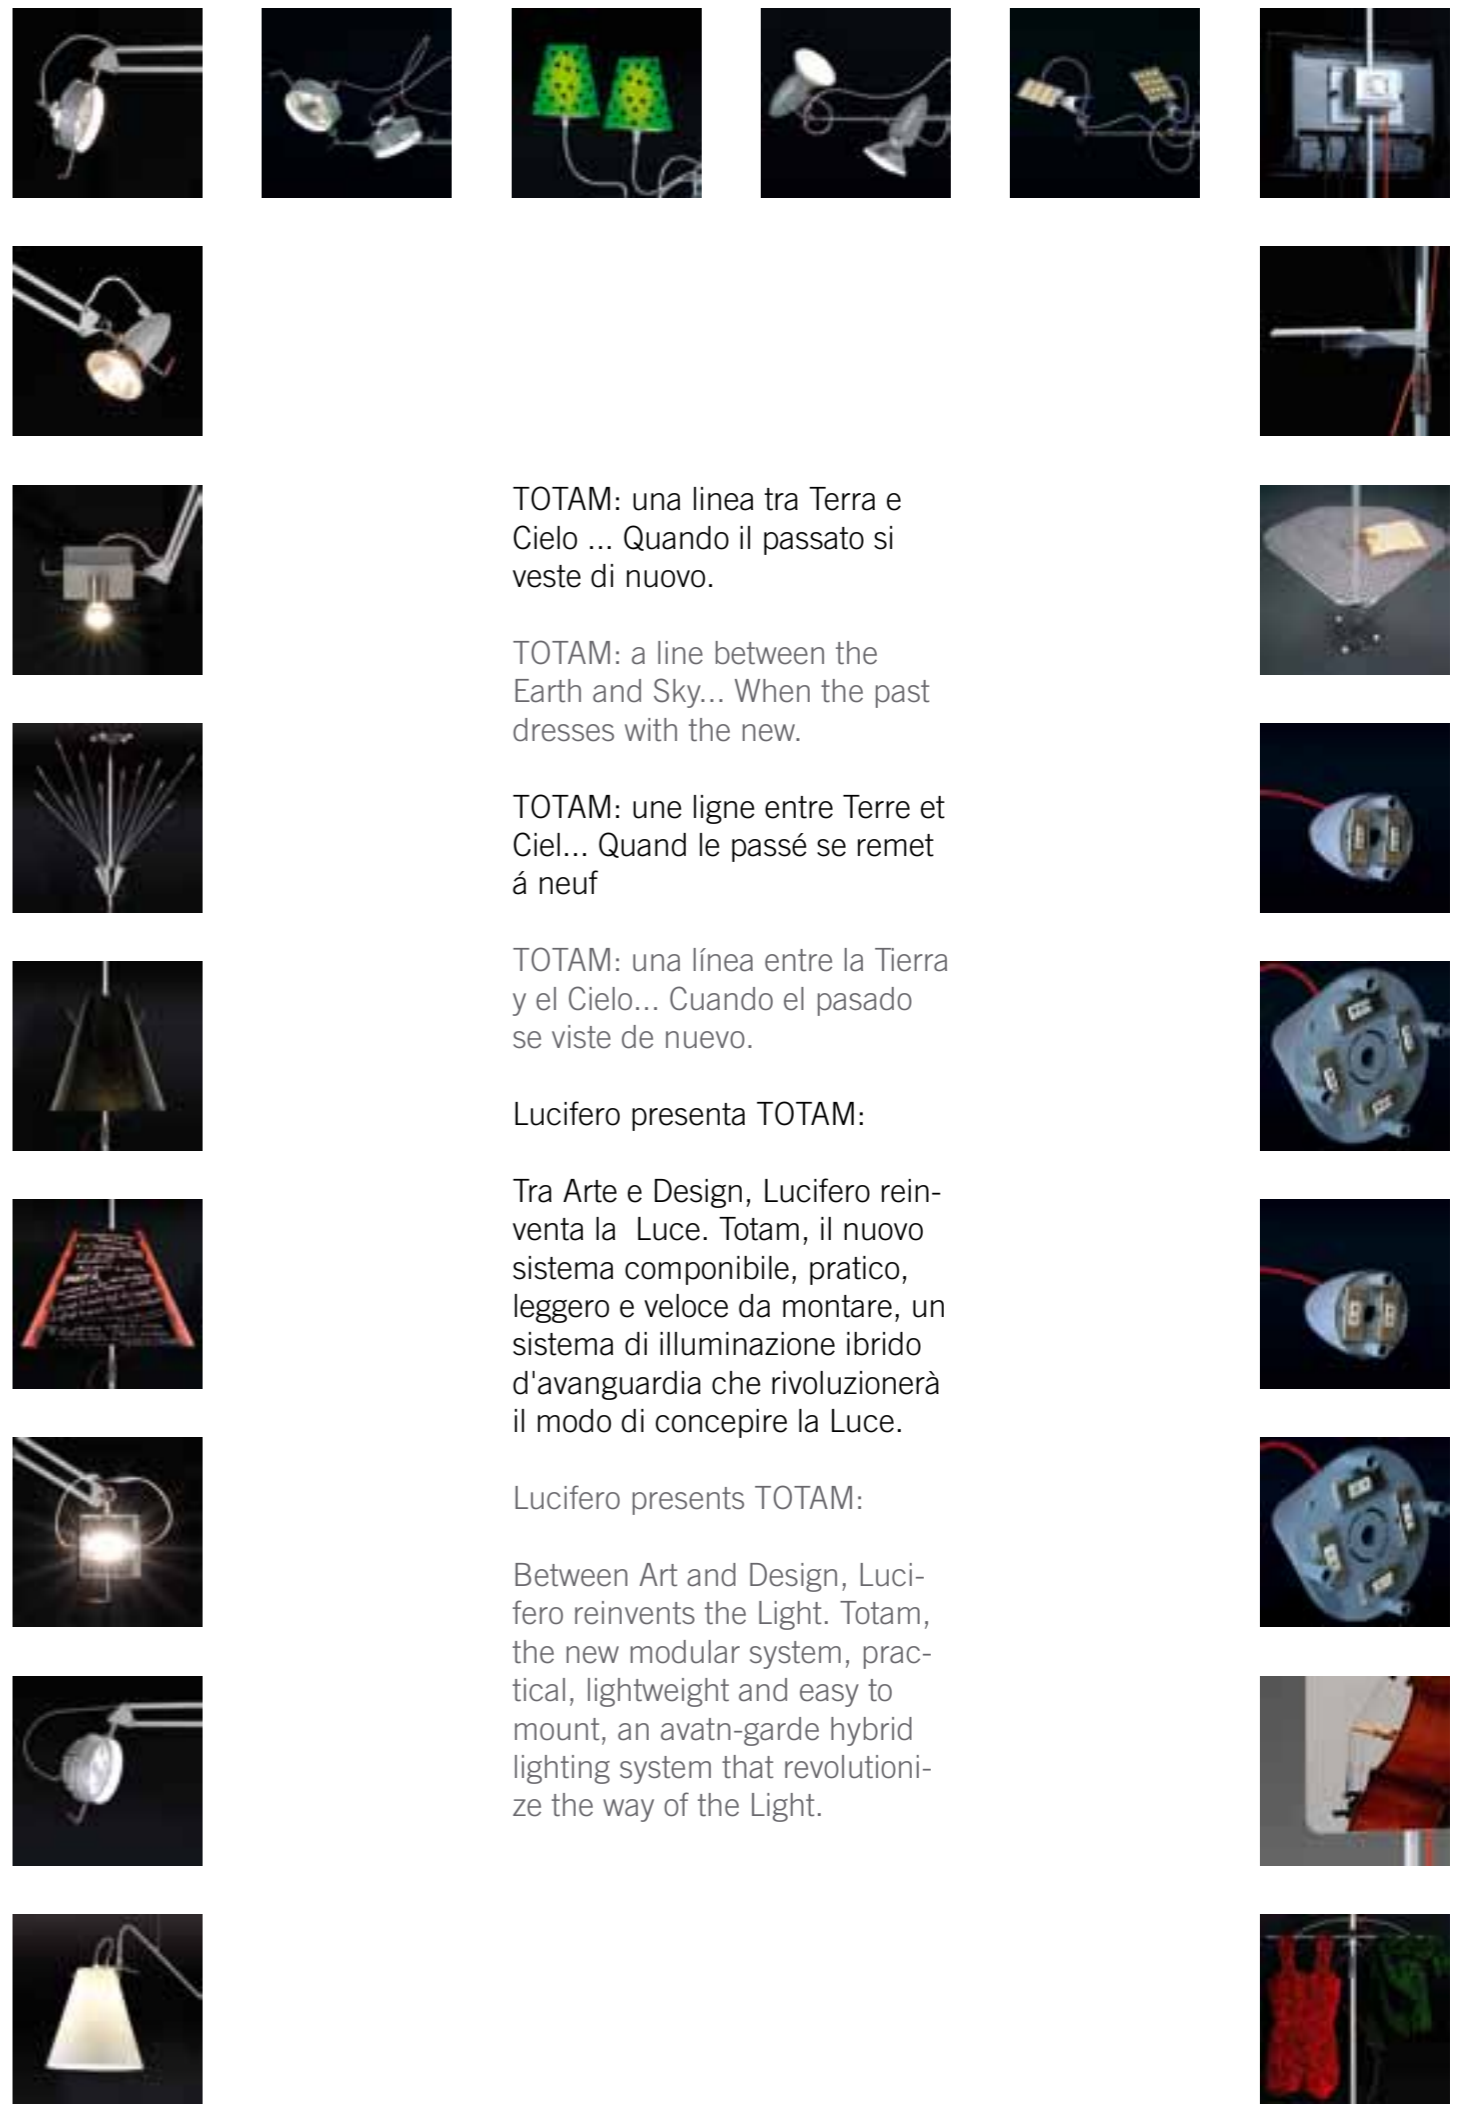 TOTAM: una linea tra Terra e
Cielo ... Quando il passato si
veste di nuovo.
TOTAM: a line between the
Earth and Sky... When the past
dresses with the new.
TOTAM: une ligne entre Terre et
Ciel... Quand le passé se remet
á neuf
TOTAM: una línea entre la Tierra
y el Cielo... Cuando el pasado
se viste de nuevo.
Lucifero presenta TOTAM:
Tra Arte e Design, Lucifero rein-
venta la  Luce. Totam, il nuovo
sistema componibile, pratico,
leggero e veloce da montare, un
sistema di illuminazione ibrido
d'avanguardia che rivoluzionerà
il modo di concepire la Luce.
Lucifero presents TOTAM:
Between Art and Design, Luci-
fero reinvents the Light. Totam,
the new modular system, prac-
tical, lightweight and easy to
mount, an avatn-garde hybrid
lighting system that revolutioni-
ze the way of the Light.